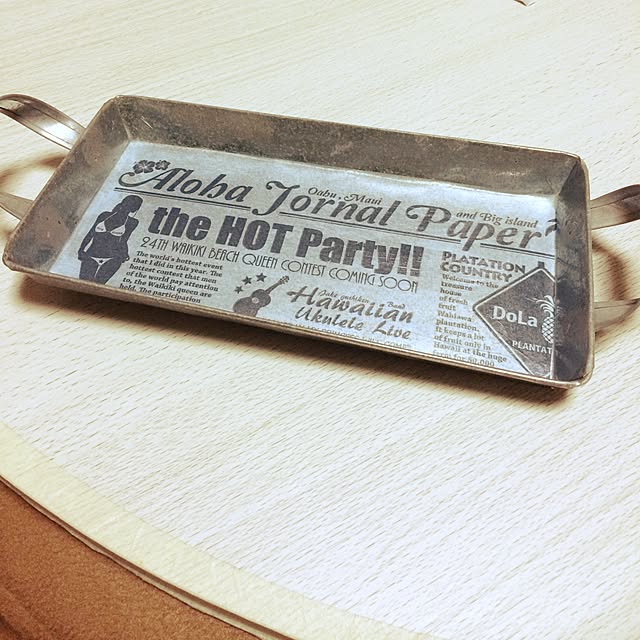 Aloha Jornal Paper
Oahu, Maui
and Big island
the HOT Party!!
24TH WAIKIKI BEACH QUEEN CONTEST COMING SOON
The world's hottest event
of the world in this year. The
hottest contest that soon
the world pay attention
to, the Waikiki Queen are
held. The participation
Hawaiian
Ukulele Live
PLATATION
COUNTRY
Welcome to the
treasure
house
of fresh
fruit
Wahiawa
plantation.
It keeps a lot
of fruit only in
Hawaii at the huge
DoLa
PLANTAT